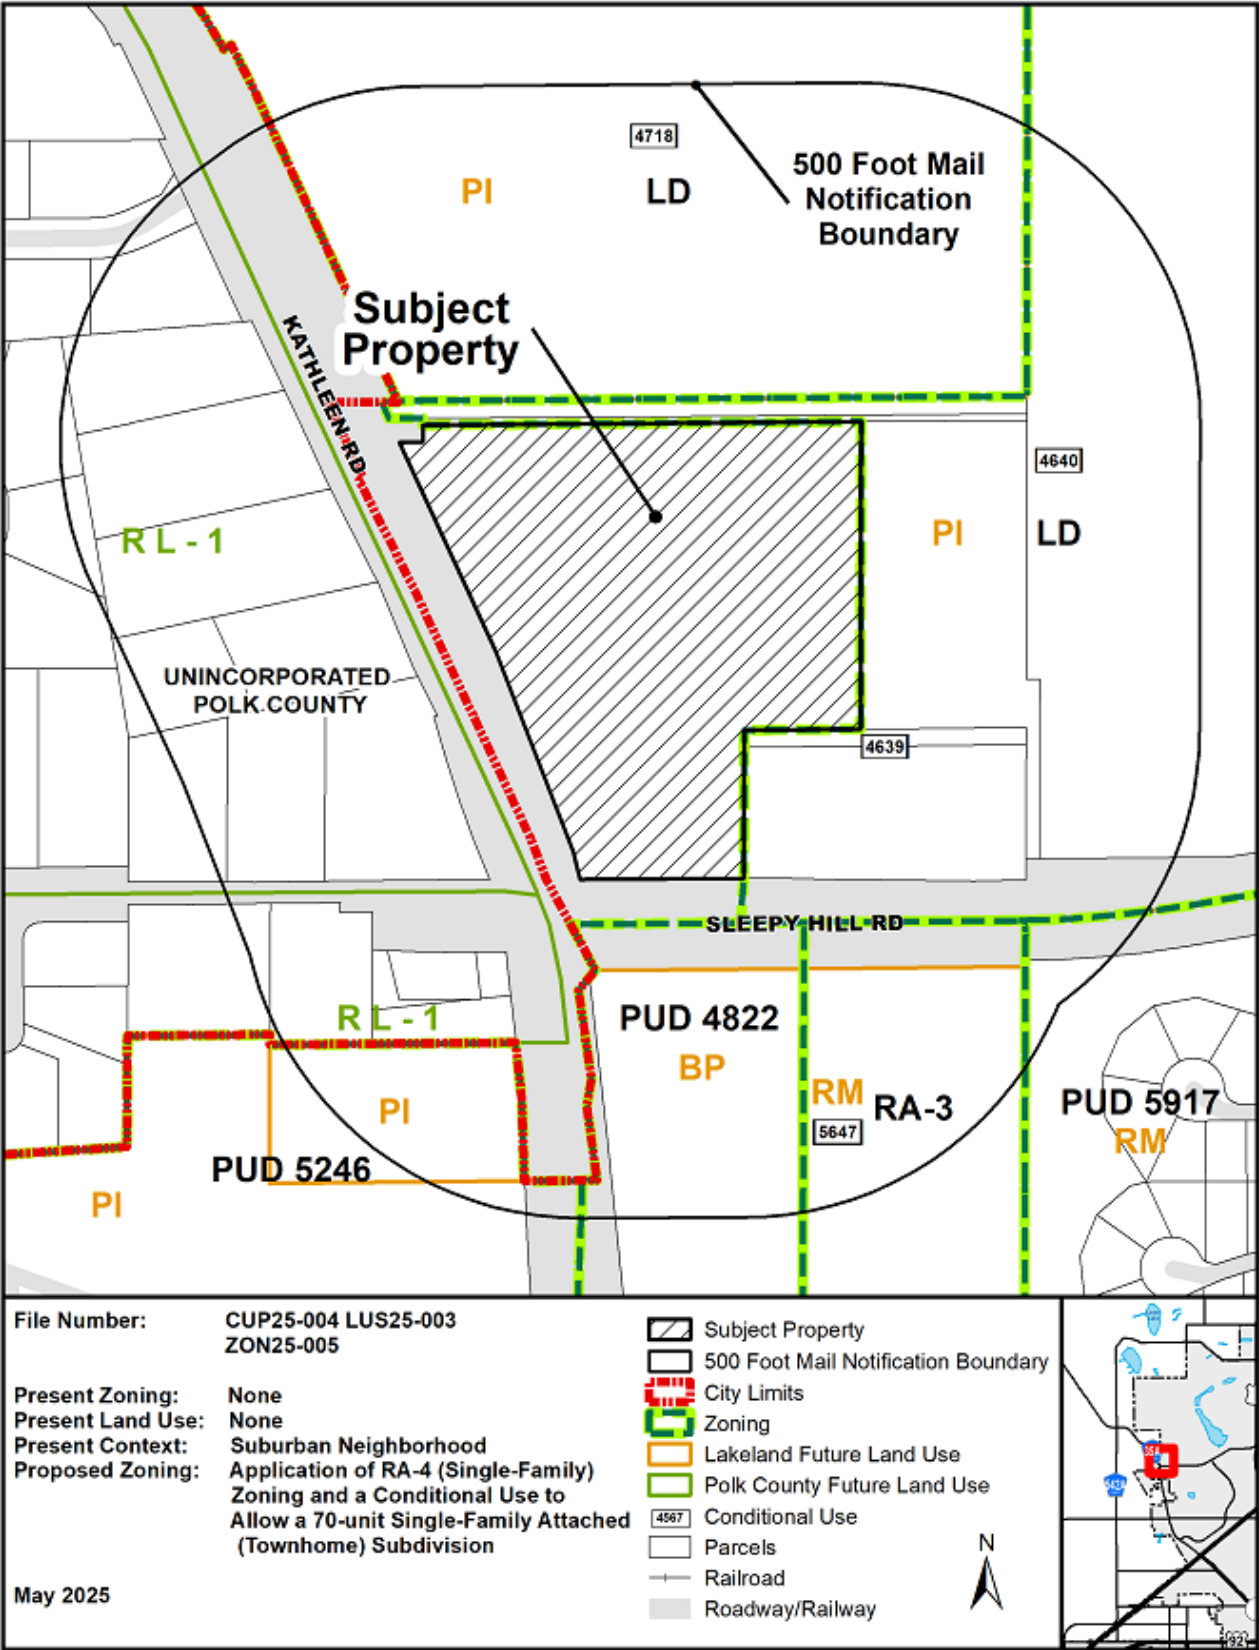 4718
500 Foot Mail
Notification
Boundary
PI
LD
Subject
Property
KATHLEEN RD
4640
PI
LD
RL-1
UNINCORPORATED
POLK COUNTY
4639
SLEEPY HILL RD
RL-1
PUD 4822
BP
RM
RA-3
5647
PUD 5917
RM
PI
PUD 5246
PI
File Number: CUP25-004 LUS25-003
ZON25-005
Present Zoning: None
Present Land Use: None
Present Context: Suburban Neighborhood
Proposed Zoning: Application of RA-4 (Single-Family)
Zoning and a Conditional Use to
Allow a 70-unit Single-Family Attached
(Townhome) Subdivision
May 2025
Subject Property
500 Foot Mail Notification Boundary
City Limits
Zoning
Lakeland Future Land Use
Polk County Future Land Use
4567 Conditional Use
Parcels
Railroad
Roadway/Railway
N